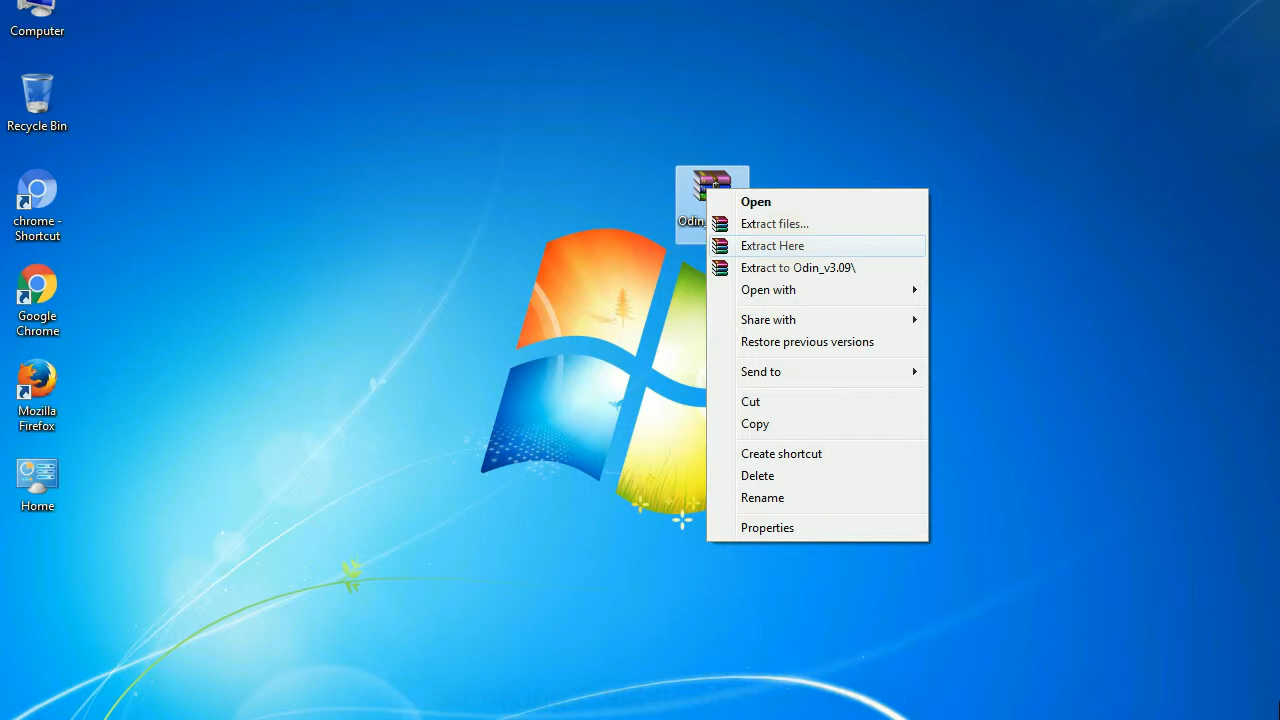 Computer
Recycle Bin
chrome -
Shortcut
Google
Chrome
Mozilla
Firefox
Home
Open
Extract files...
Extract Here
Extract to Odin_v3.09\
Open with
Share with
Restore previous versions
Send to
Cut
Copy
Create shortcut
Delete
Rename
Properties